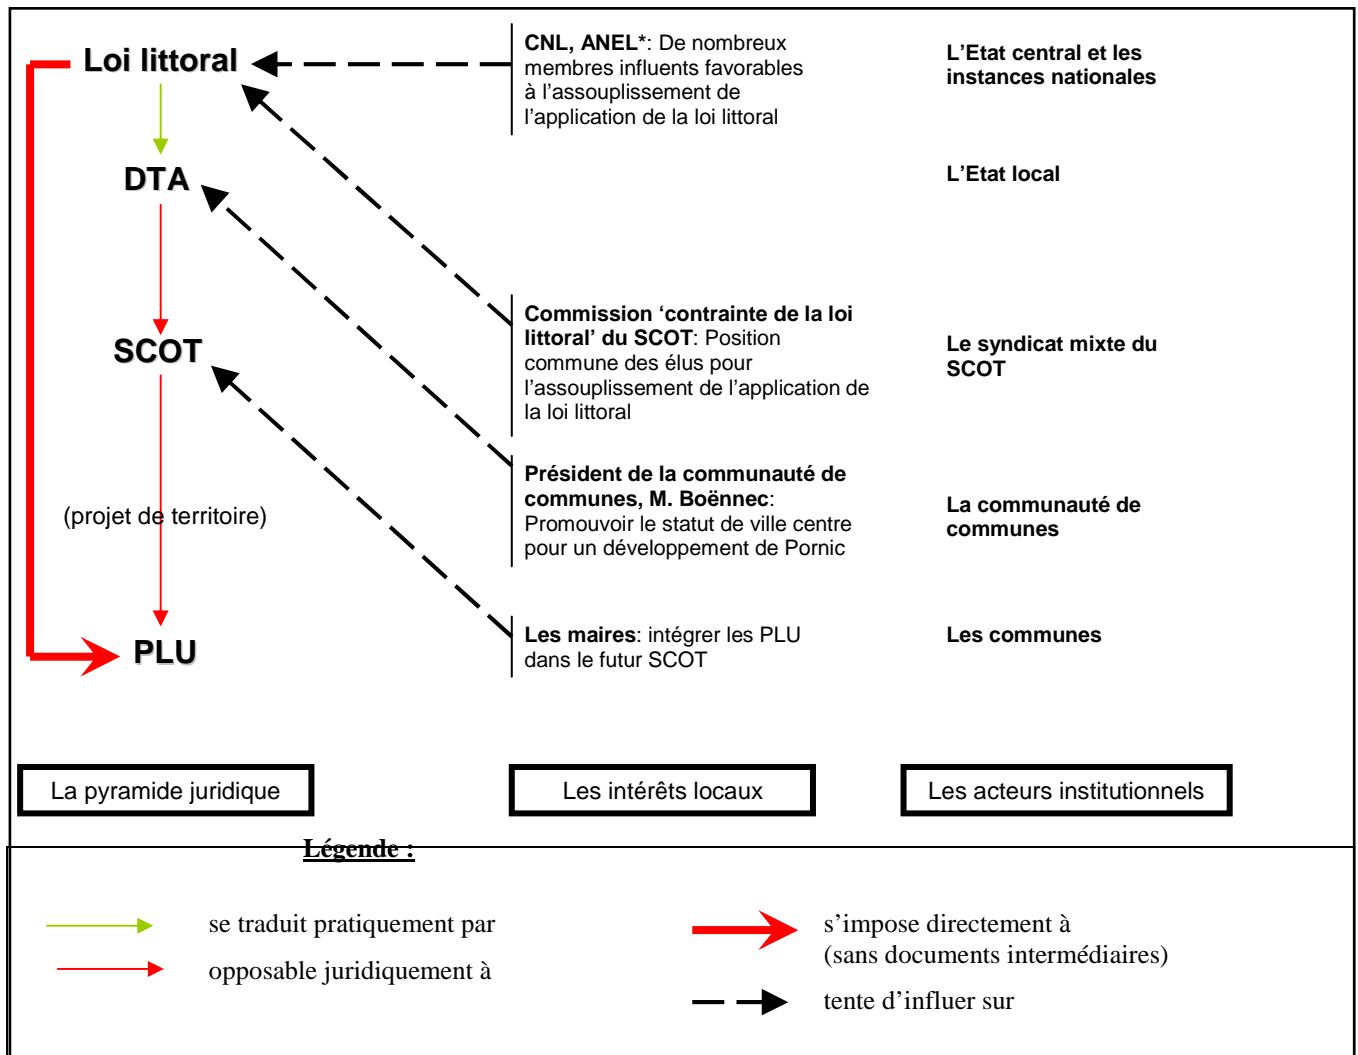 Loi littoral
DTA
SCOT
(projet de territoire)
PLU
CNL, ANEL*: De nombreux
membres influents favorables
à l’assouplissement de
l’application de la loi littoral
Commission ‘contrainte de la loi
littoral’ du SCOT: Position
commune des élus pour
l’assouplissement de l’application de
la loi littoral
Président de la communauté de
communes, M. Boënnec:
Promouvoir le statut de ville centre
pour un développement de Pornic
Les maires: intégrer les PLU
dans le futur SCOT
L’Etat central et les
instances nationales
L’Etat local
Le syndicat mixte du
SCOT
La communauté de
communes
Les communes
La pyramide juridique
Les intérêts locaux
Les acteurs institutionnels
Légende :
se traduit pratiquement par
opposable juridiquement à
s’impose directement à
(sans documents intermédiaires)
tente d’influer sur